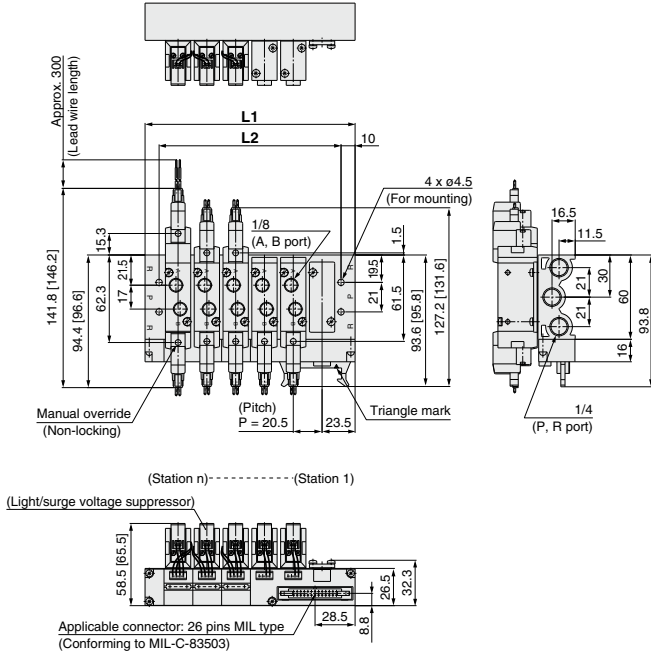 Approx. 300
(Lead wire length)
L1
L2
10
4 x ø4.5
(For mounting)
1/8
(A, B port)
15.3
21.5
17
62.3
141.8 [146.2]
94.4 [96.6]
1.5
19.5
21
61.5
93.6 [95.8]
127.2 [131.6]
R
P
R
R
P
R
16.5
11.5
21
21
30
60
16
93.8
Manual override
(Non-locking)
(Pitch)
P = 20.5
23.5
Triangle mark
1/4
(P, R port)
(Station n)
(Station 1)
(Light/surge voltage suppressor)
58.5 [65.5]
26.5
32.3
28.5
8.8
Applicable connector: 26 pins MIL type
(Conforming to MIL-C-83503)